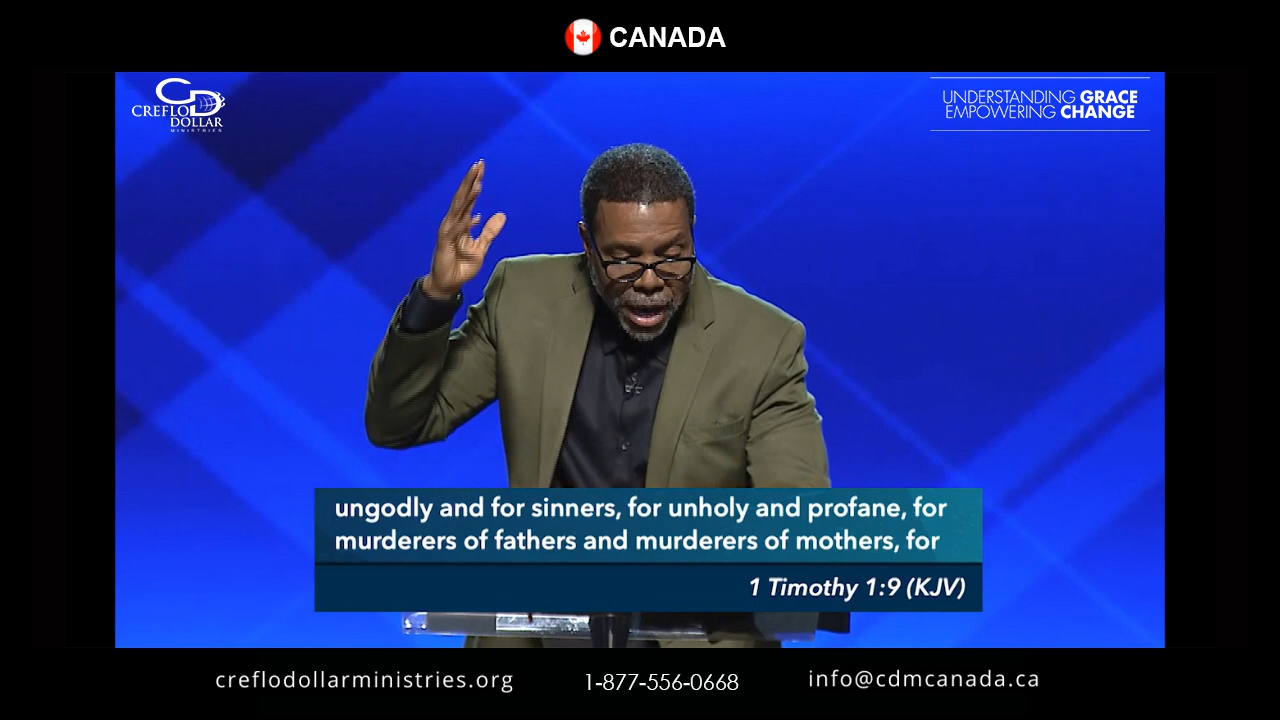 CANADA
CREFLO
DOLLAR
MINISTRIES
UNDERSTANDING GRACE
EMPOWERING CHANGE
ungodly and for sinners, for unholy and profane, for
murderers of fathers and murderers of mothers, for
1 Timothy 1:9 (KJV)
creflodollarministries.org
1-877-556-0668
info@cdmcanada.ca